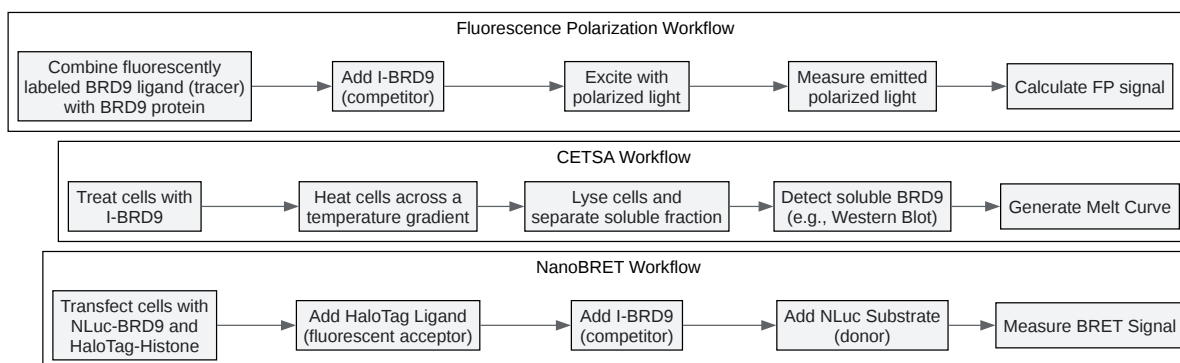 Fluorescence Polarization Workflow
Combine fluorescently
labeled BRD9 ligand (tracer)
with BRD9 protein
Add I-BRD9
(competitor)
Excite with
polarized light
Measure emitted
polarized light
Calculate FP signal
CETSA Workflow
Treat cells with
I-BRD9
Heat cells across a
temperature gradient
Lyse cells and
separate soluble fraction
Detect soluble BRD9
(e.g., Western Blot)
Generate Melt Curve
NanoBRET Workflow
Transfect cells with
NLuc-BRD9 and
HaloTag-Histone
Add HaloTag Ligand
(fluorescent acceptor)
Add I-BRD9
(competitor)
Add NLuc Substrate
(donor)
Measure BRET Signal